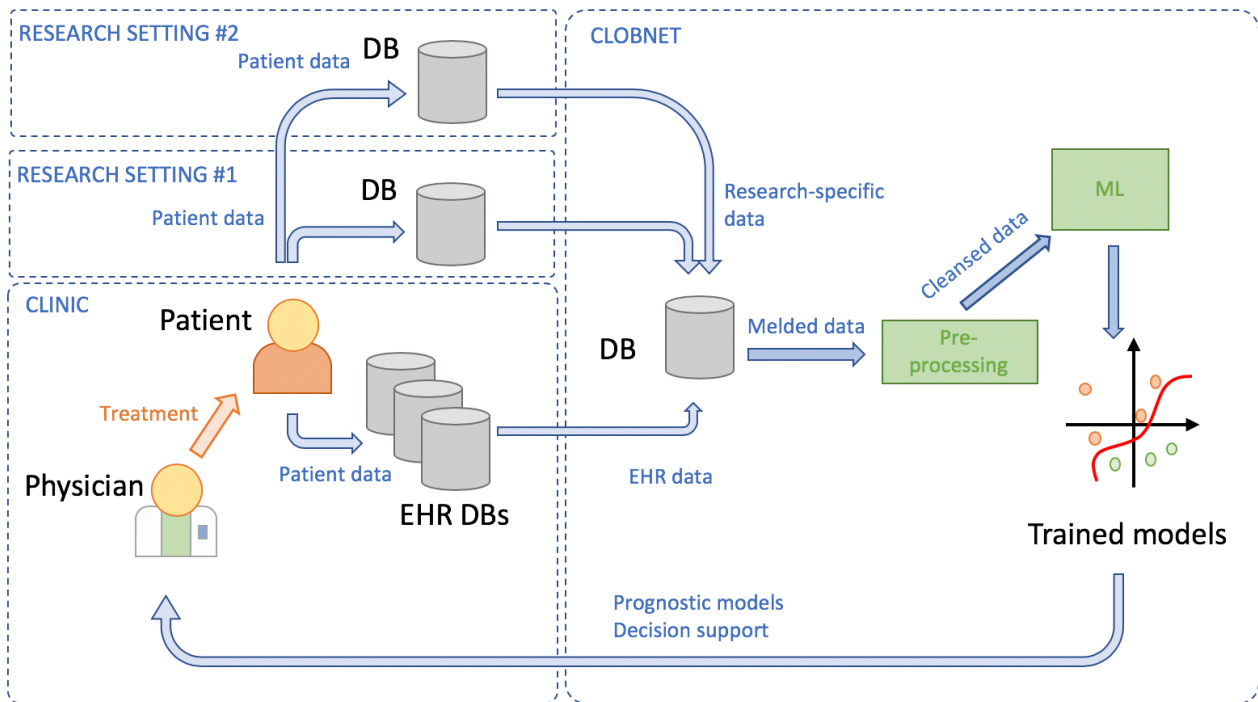 RESEARCH SETTING #2
Patient data
DB
RESEARCH SETTING #1
Patient data
DB
CLINIC
Patient
Treatment
Physician
Patient data
EHR DBs
CLOBNET
Research-specific
data
DB
EHR data
Melded data
Pre-
processing
Cleansed data
ML
Trained models
Prognostic models
Decision support